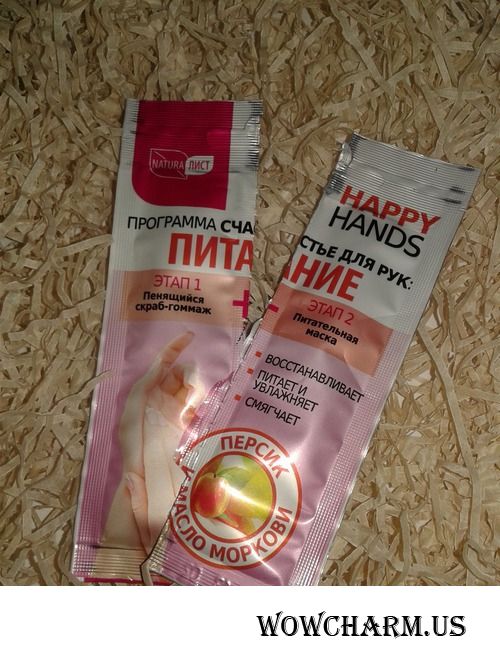 NATURA ЛИСТ
ПРОГРАММА СЧА
ПИТА
ЭТАП 1
Пенящийся
скраб-гоммаж
+
HAPPY
HANDS
СТЬЕ ДЛЯ РУК:
АНИЕ
ЭТАП 2
Питательная
маска
• ВОССТАНАВЛИВАЕТ
• ПИТАЕТ И
УВЛАЖНЯЕТ
• СМЯГЧАЕТ
ПЕРСИК
И МАСЛО МОРКОВИ
WOWCHARM.US